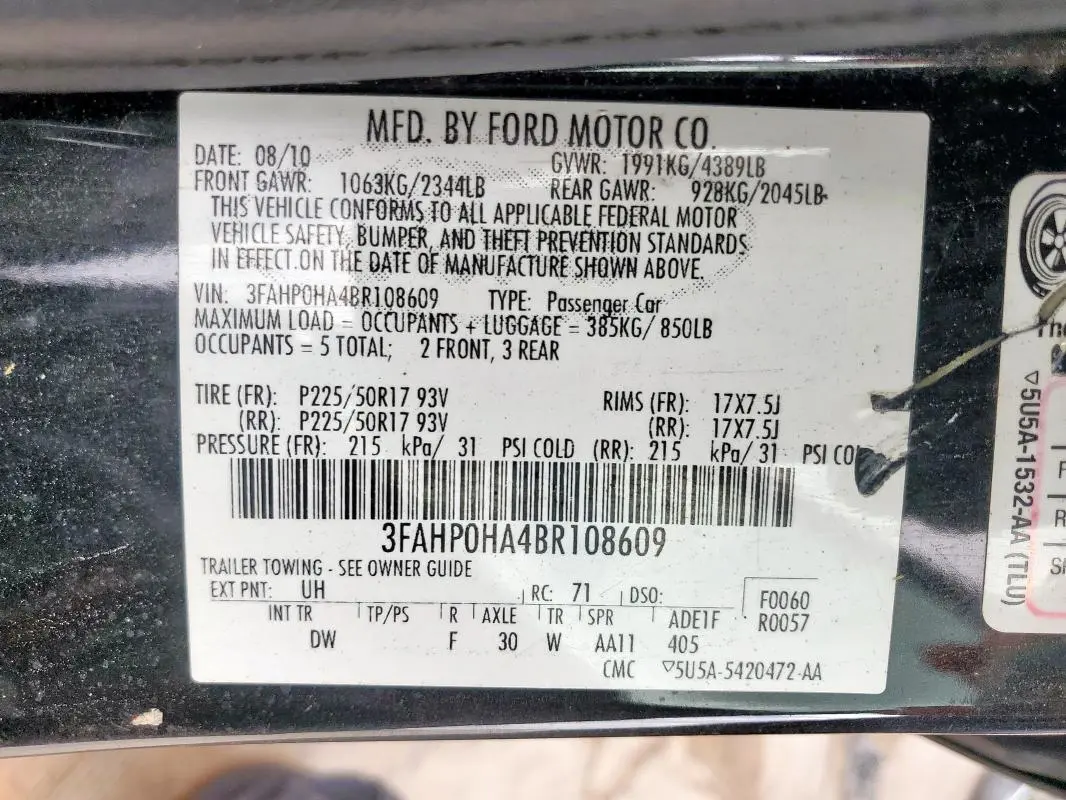 MFD. BY FORD MOTOR CO.
DATE: 08/10 GVWR: 1991KG/4389LB
FRONT GAWR: 1063KG/2344LB REAR GAWR: 928KG/2045LB
THIS VEHICLE CONFORMS TO ALL APPLICABLE FEDERAL MOTOR
VEHICLE SAFETY, BUMPER, AND THEFT PREVENTION STANDARDS
IN EFFECT ON THE DATE OF MANUFACTURE SHOWN ABOVE.
VIN: 3FAHP0HA4BR108609 TYPE: Passenger Car
MAXIMUM LOAD = OCCUPANTS + LUGGAGE = 385KG/ 850LB
OCCUPANTS = 5 TOTAL; 2 FRONT, 3 REAR
TIRE (FR): P225/50R17 93V RIMS (FR): 17X7.5J
(RR): P225/50R17 93V (RR): 17X7.5J
PRESSURE (FR): 215 kPa/ 31 PSI COLD (RR): 215 kPa/ 31 PSI CO
3FAHP0HA4BR108609
TRAILER TOWING - SEE OWNER GUIDE
EXT PNT: UH RC: 71 DSO: F0060
INT TR TP/PS R AXLE TR SPR ADE1F R0057
DW F 30 W AA11 405
CMC ▽5U5A-5420472-AA
▽5U5A-1532-AA (TLU)